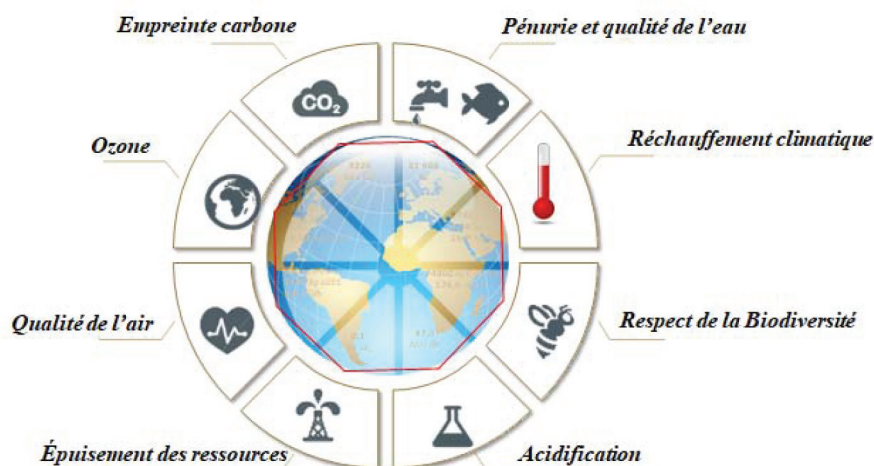 Empreinte carbone
Pénurie et qualité de l'eau
Ozone
CO2
Réchauffement climatique
Qualité de l'air
Respect de la Biodiversité
Épuisement des ressources
Acidification